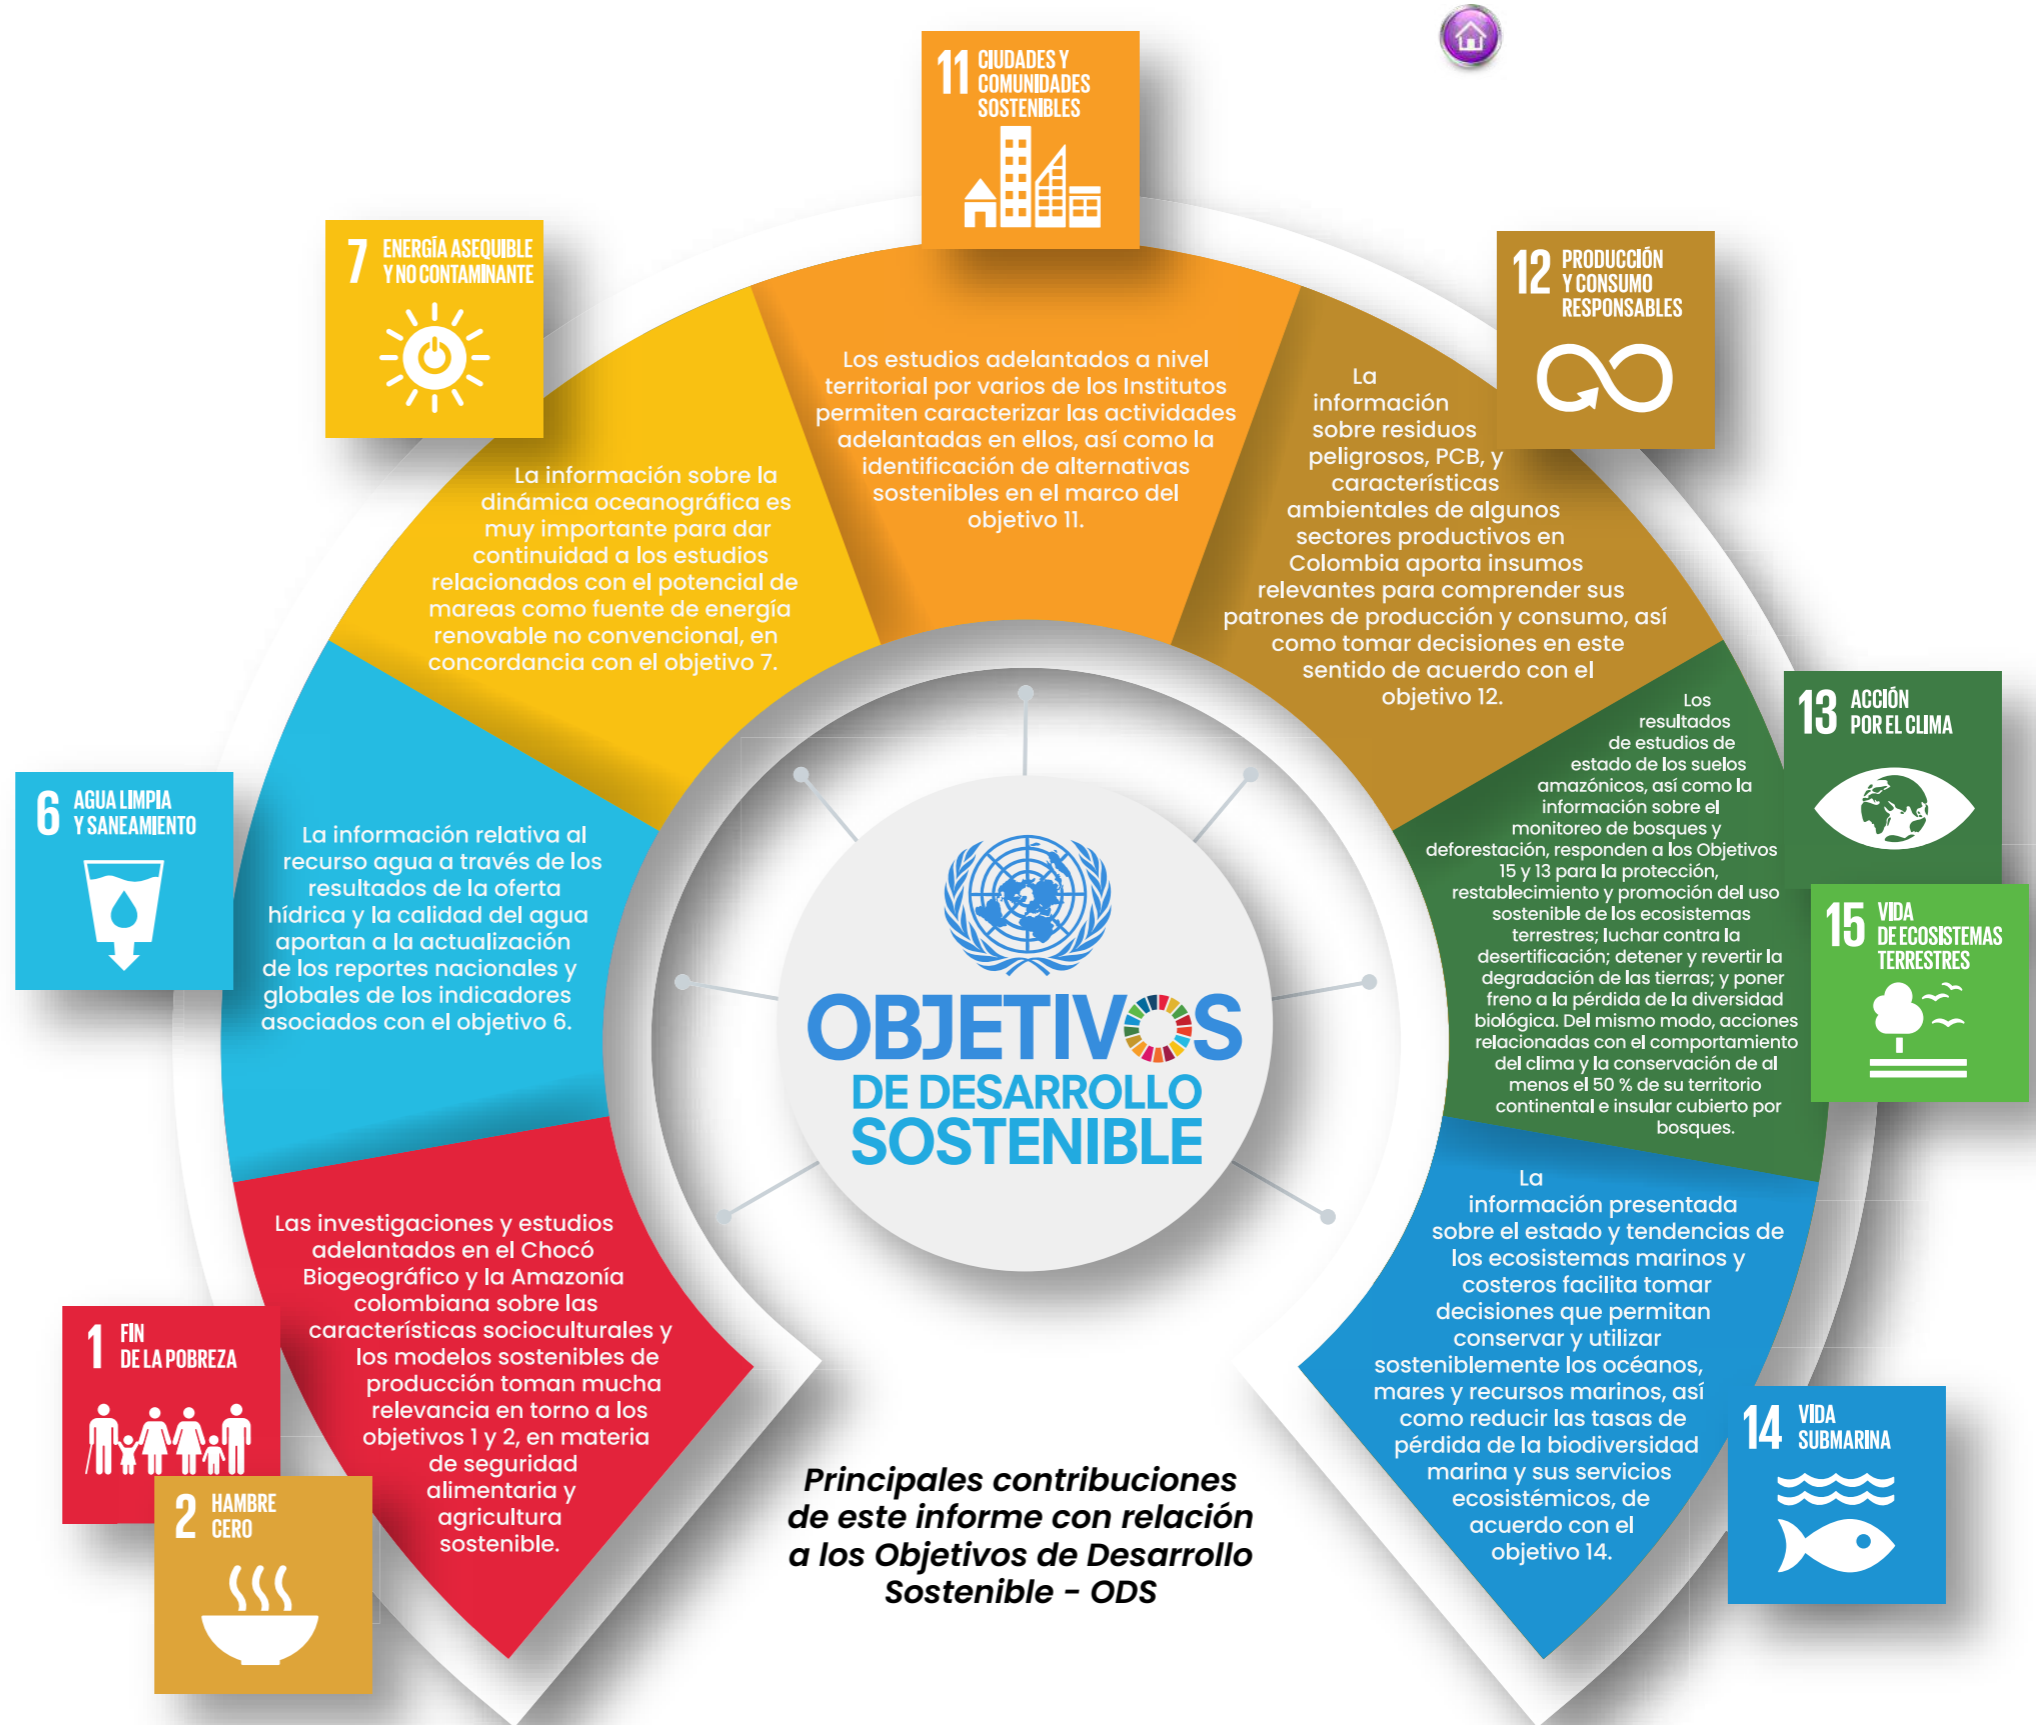 11 CIUDADES Y
COMUNIDADES
SOSTENIBLES
7 ENERGÍA ASEQUIBLE
Y NO CONTAMINANTE
12 PRODUCCIÓN
Y CONSUMO
RESPONSABLES
Los estudios adelantados a nivel
territorial por varios de los Institutos
permiten caracterizar las actividades
adelantadas en ellos, así como la
identificación de alternativas
sostenibles en el marco del
objetivo 11.
La
información
sobre residuos
peligrosos, PCB, y
características
ambientales de algunos
sectores productivos en
Colombia aporta insumos
relevantes para comprender sus
patrones de producción y consumo, así
como tomar decisiones en este
sentido de acuerdo con el
objetivo 12.
La información sobre la
dinámica oceanográfica es
muy importante para dar
continuidad a los estudios
relacionados con el potencial de
mareas como fuente de energía
renovable no convencional, en
concordancia con el objetivo 7.
13 ACCIÓN
POR EL CLIMA
15 VIDA
DE ECOSISTEMAS
TERRESTRES
Los
resultados
de estudios de
estado de los suelos
amazónicos, así como la
información sobre el
monitoreo de bosques y
deforestación, responden a los Objetivos
15 y 13 para la protección,
restablecimiento y promoción del uso
sostenible de los ecosistemas
terrestres; luchar contra la
desertificación; detener y revertir la
degradación de las tierras; y poner
freno a la pérdida de la diversidad
biológica. Del mismo modo, acciones
relacionadas con el comportamiento
del clima y la conservación de al
menos el 50 % de su territorio
continental e insular cubierto por
bosques.
6 AGUA LIMPIA
Y SANEAMIENTO
La información relativa al
recurso agua a través de los
resultados de la oferta
hídrica y la calidad del agua
aportan a la actualización
de los reportes nacionales y
globales de los indicadores
asociados con el objetivo 6.
OBJETIVOS
DE DESARROLLO
SOSTENIBLE
Las investigaciones y estudios
adelantados en el Chocó
Biogeográfico y la Amazonía
colombiana sobre las
características socioculturales y
los modelos sostenibles de
producción toman mucha
relevancia en torno a los
objetivos 1 y 2, en materia
de seguridad
alimentaria y
agricultura
sostenible.
1 FIN
DE LA POBREZA
2 HAMBRE
CERO
La
información presentada
sobre el estado y tendencias de
los ecosistemas marinos y
costeros facilita tomar
decisiones que permitan
conservar y utilizar
sosteniblemente los océanos,
mares y recursos marinos, así
como reducir las tasas de
pérdida de la biodiversidad
marina y sus servicios
ecosistémicos, de
acuerdo con el
objetivo 14.
14 VIDA
SUBMARINA
Principales contribuciones
de este informe con relación
a los Objetivos de Desarrollo
Sostenible - ODS